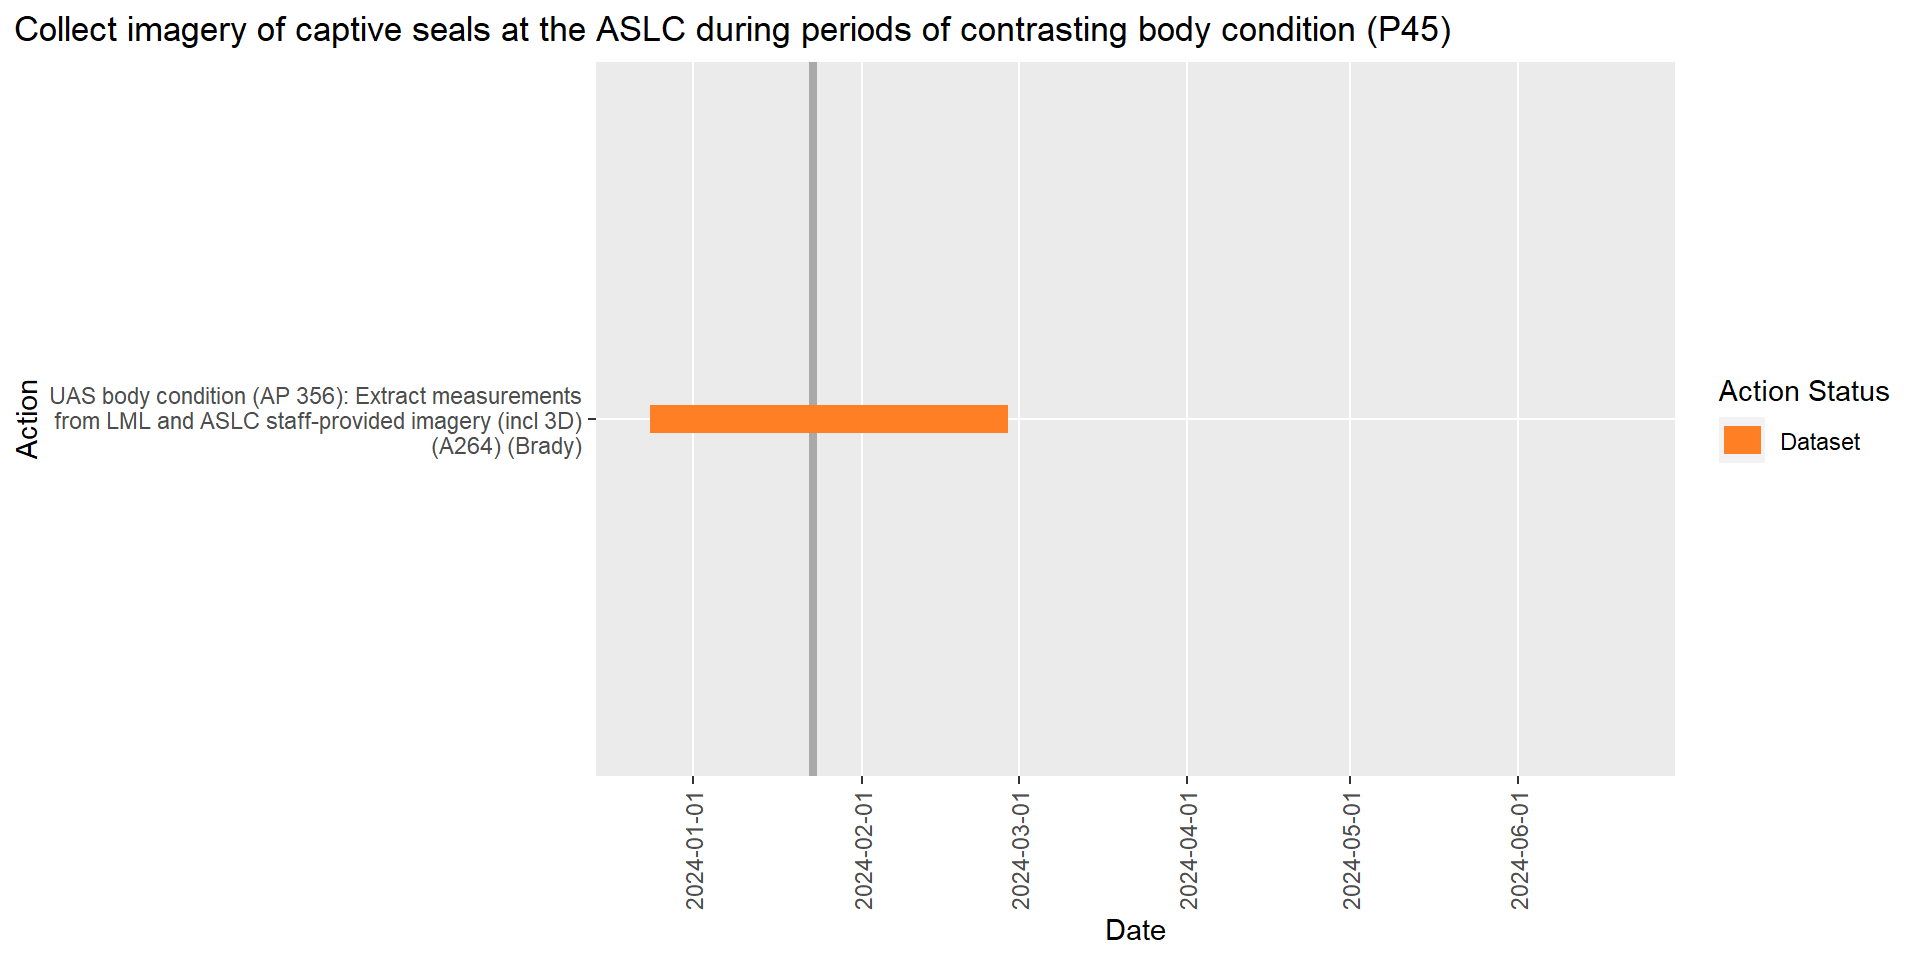 Collect imagery of captive seals at the ASLC during periods of contrasting body condition (P45)
Action
UAS body condition (AP 356): Extract measurements
from LML and ASLC staff-provided imagery (incl 3D)
(A264) (Brady)
Action Status
Dataset
2024-01-01
2024-02-01
2024-03-01
2024-04-01
2024-05-01
2024-06-01
Date